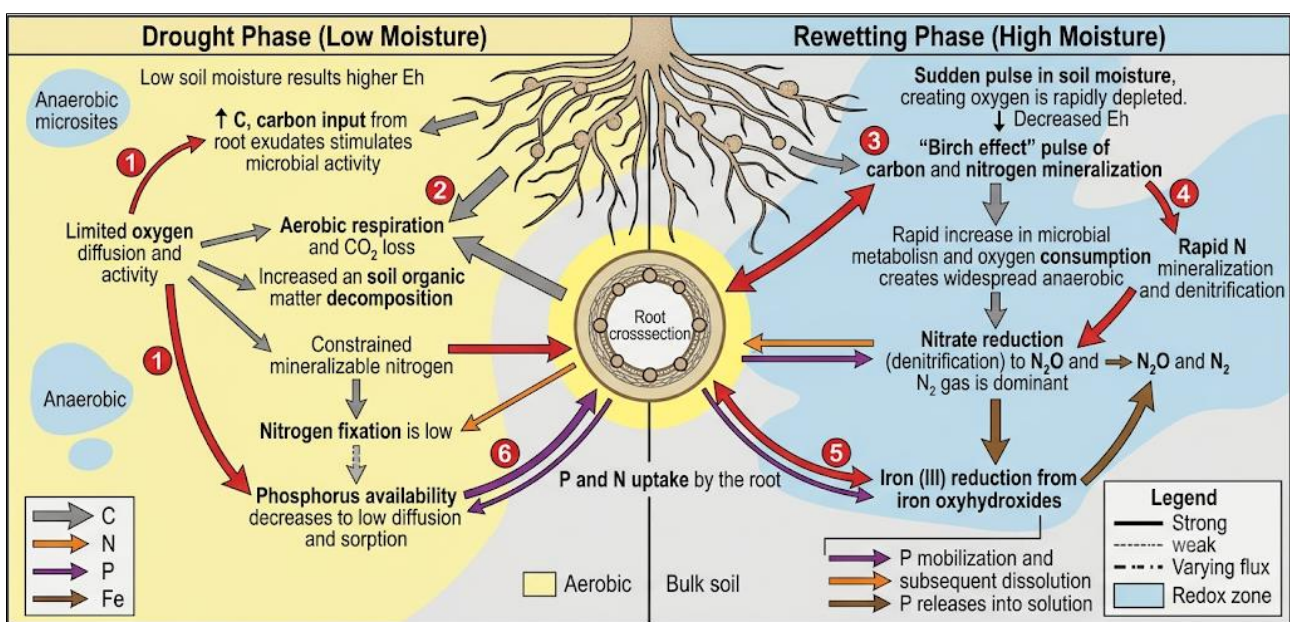 Drought Phase (Low Moisture)
Low soil moisture results higher Eh
Anaerobic
microsites
↑ C, carbon input from
root exudates stimulates
microbial activity
1
2
Limited oxygen
diffusion and
activity
Aerobic respiration
and CO₂ loss
Increased an soil organic
matter decomposition
1
Constrained
mineralizable nitrogen
Anaerobic
Nitrogen fixation is low
6
Phosphorus availability
decreases to low diffusion
and sorption
C
N
P
Fe
Root
crosssection
P and N uptake by the root
Aerobic
Bulk soil
Rewetting Phase (High Moisture)
Sudden pulse in soil moisture,
creating oxygen is rapidly depleted.
↓ Decreased Eh
3
"Birch effect" pulse of
carbon and nitrogen mineralization
4
Rapid increase in microbial
metabolism and oxygen consumption
creates widespread anaerobic
Rapid N
mineralization
and denitrification
Nitrate reduction
(denitrification) to N₂O and
N₂ gas is dominant
N₂O and N₂
5
Iron (III) reduction from
iron oxyhydroxides
P mobilization and
subsequent dissolution
P releases into solution
Legend
Strong
weak
Varying flux
Redox zone